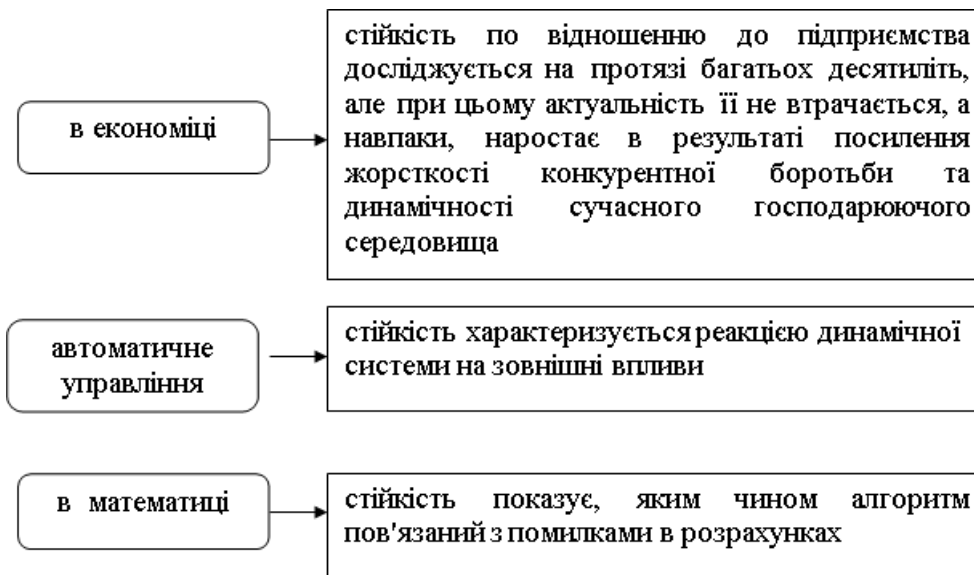 в економіці
стійкість по відношенню до підприємства
досліджується на протязі багатьох десятиліть,
але при цьому актуальність її не втрачається, а
навпаки, наростає в результаті посилення
жорсткості конкурентної боротьби та
динамічності сучасного господарюючого
середовища
автоматичне
управління
стійкість характеризується реакцією динамічної
системи на зовнішні впливи
в математиці
стійкість показує, яким чином алгоритм
пов'язаний з помилками в розрахунках